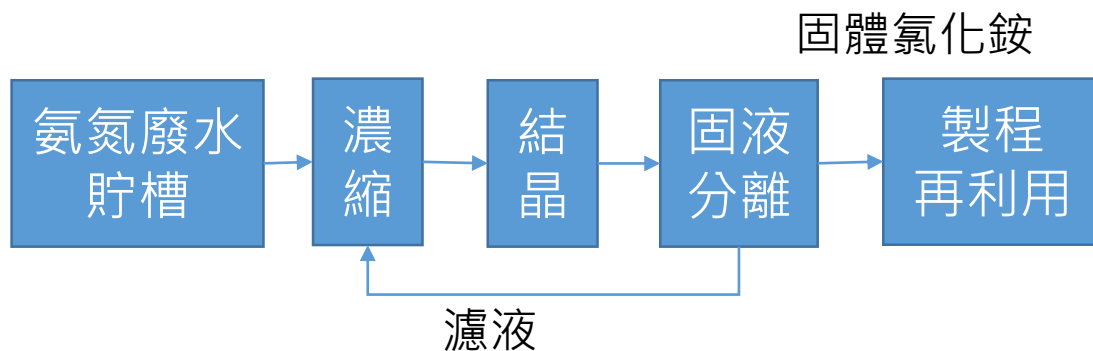 固體氯化銨
氨氮廢水
貯槽
濃
縮
結
晶
固液
分離
製程
再利用
濾液